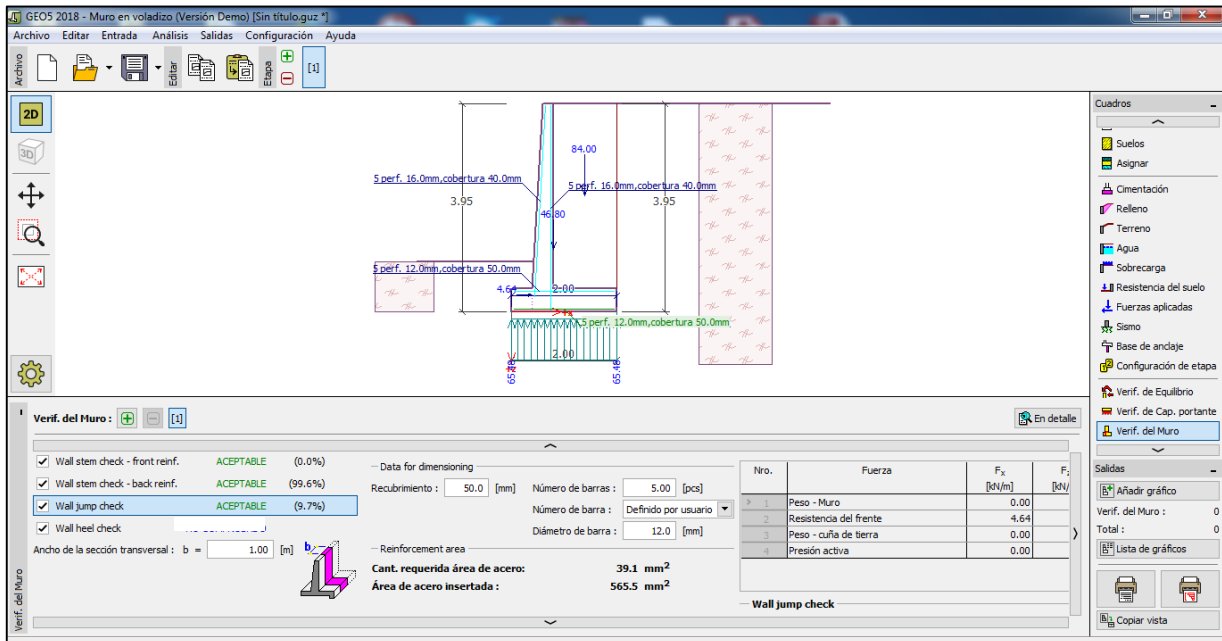 GEO5 2018 - Muro en voladizo (Versión Demo) [Sin título.guz *]
Archivo Editar Entrada Análisis Salidas Configuración Ayuda
Archivo
Editar
Etapa
[1]
2D
3D
3.95
84.00
5 perf. 16.0mm,cobertura 40.0mm
5 perf. 16.0mm,cobertura 40.0mm
3.95
46.80
5 perf. 12.0mm,cobertura 50.0mm
4.64
2.00
5 perf. 12.0mm,cobertura 50.0mm
2.00
65.48
65.48
Cuadros
Suelos
Asignar
Cimentación
Relleno
Terreno
Agua
Sobrecarga
Resistencia del suelo
Fuerzas aplicadas
Sismo
Base de anclaje
Configuración de etapa
Verif. de Equilibrio
Verif. de Cap. portante
Verif. del Muro
Salidas
Añadir gráfico
Verif. del Muro : 0
Total : 0
Lista de gráficos
Copiar vista
Verif. del Muro
Verif. del Muro : [1]
En detalle
Wall stem check - front reinf. ACEPTABLE (0.0%)
Wall stem check - back reinf. ACEPTABLE (99.6%)
Wall jump check ACEPTABLE (9.7%)
Wall heel check
Ancho de la sección transversal : b = 1.00 [m]
b
Data for dimensioning
Recubrimiento : 50.0 [mm] Número de barras : 5.00 [pcs]
Número de barra : Definido por usuario
Diámetro de barra : 12.0 [mm]
Reinforcement area
Cant. requerida área de acero: 39.1 mm²
Área de acero insertada : 565.5 mm²
Nro. Fuerza Fx
[kN/m] [kN/
1 Peso - Muro 0.00
2 Resistencia del frente 4.64
3 Peso - cuña de tierra 0.00
4 Presión activa 0.00
Wall jump check